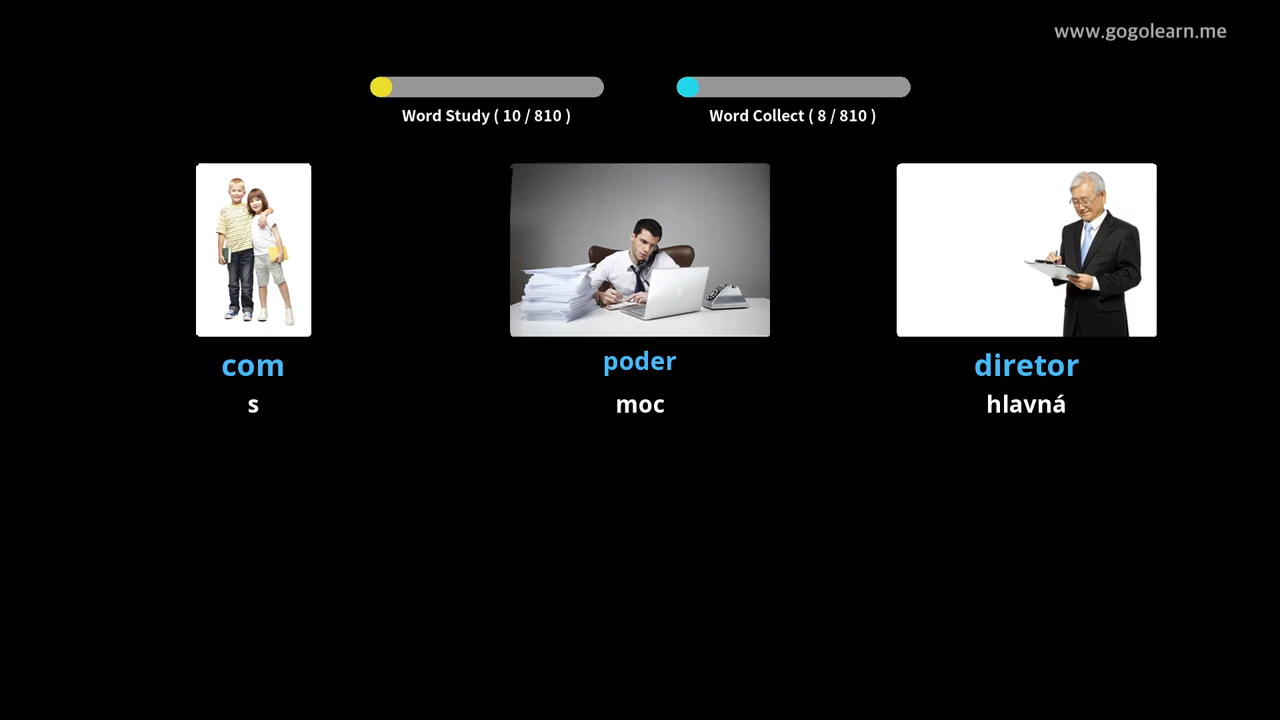 www.gogolearn.me
Word Study ( 10 / 810 )
Word Collect ( 8 / 810 )
com
poder
diretor
s
moc
hlavná